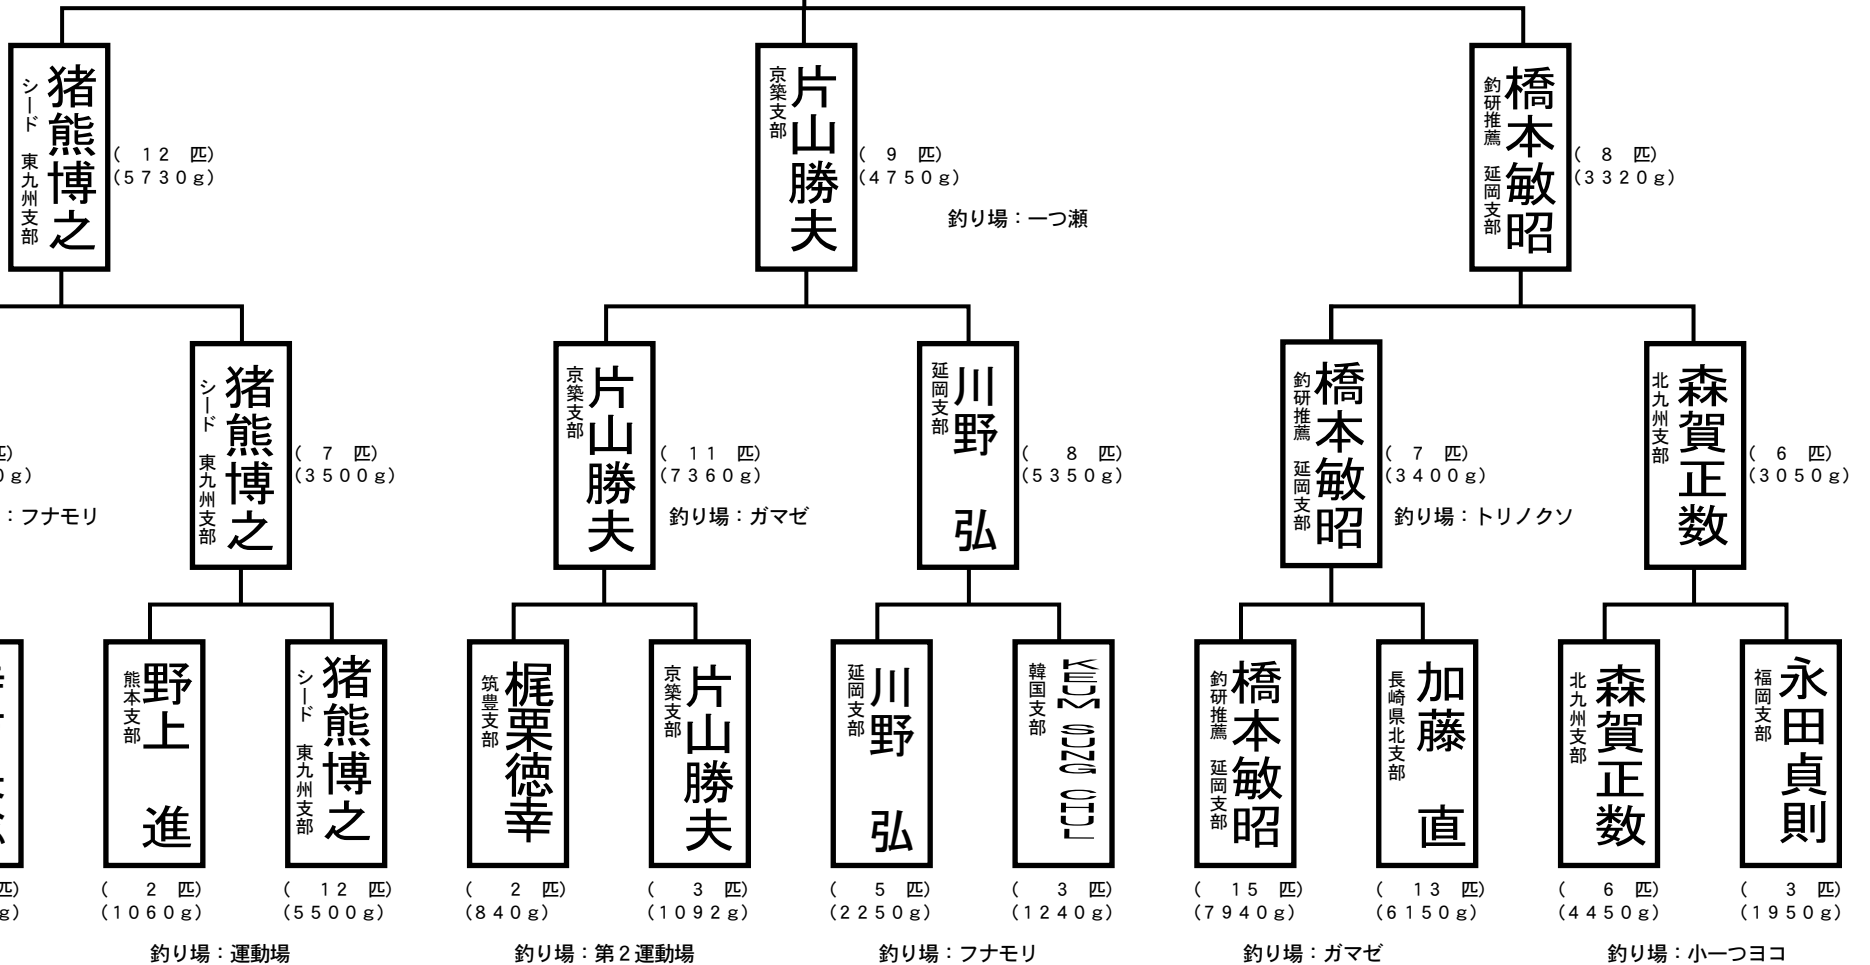 猪熊博之
シード 東九州支部
( 12 匹)
(5730g)
片山勝夫
京築支部
( 9 匹)
(4750g)
釣り場：一つ瀬
橋本敏昭
釣研推薦 延岡支部
( 8 匹)
(3320g)
匹)
0g)
：フナモリ
猪熊博之
シード 東九州支部
( 7 匹)
(3500g)
片山勝夫
京築支部
( 11 匹)
(7360g)
釣り場：ガマゼ
川野 弘
延岡支部
( 8 匹)
(5350g)
橋本敏昭
釣研推薦 延岡支部
( 7 匹)
(3400g)
釣り場：トリノクソ
森賀正数
北九州支部
( 6 匹)
(3050g)
匹)
g)
野上 進
熊本支部
( 2 匹)
(1060g)
猪熊博之
シード 東九州支部
( 12 匹)
(5500g)
釣り場：運動場
梶栗徳幸
筑豊支部
( 2 匹)
(840g)
片山勝夫
京築支部
( 3 匹)
(1092g)
釣り場：第２運動場
川野 弘
延岡支部
( 5 匹)
(2250g)
KEUM SUNG CHUL
韓国支部
( 3 匹)
(1240g)
釣り場：フナモリ
橋本敏昭
釣研推薦 延岡支部
( 15 匹)
(7940g)
加藤 直
長崎県北支部
( 13 匹)
(6150g)
釣り場：ガマゼ
森賀正数
北九州支部
( 6 匹)
(4450g)
永田貞則
福岡支部
( 3 匹)
(1950g)
釣り場：小一つヨコ